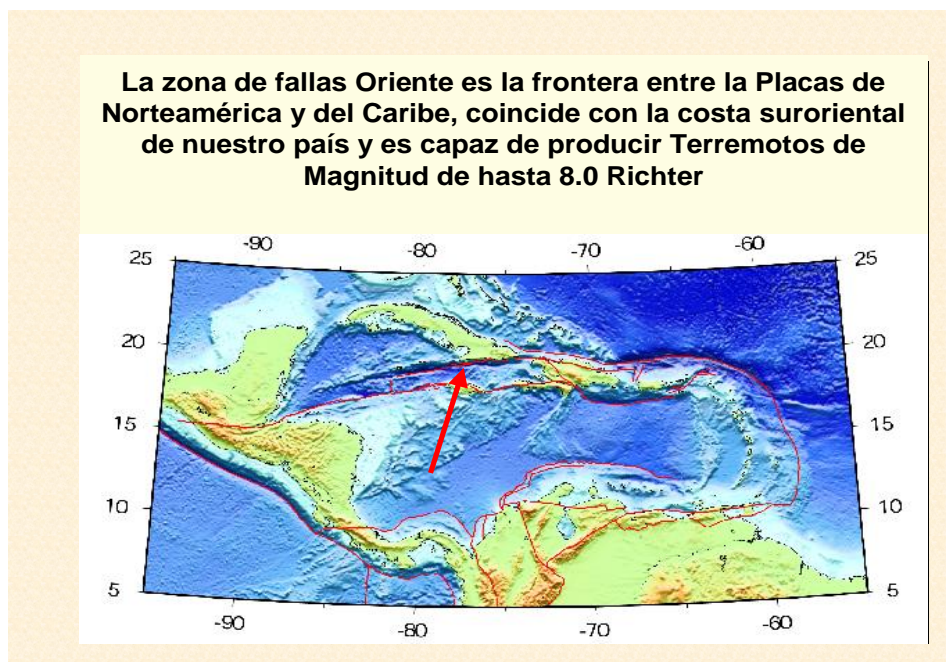 La zona de fallas Oriente es la frontera entre la Placas de
Norteamérica y del Caribe, coincide con la costa suroriental
de nuestro país y es capaz de producir Terremotos de
Magnitud de hasta 8.0 Richter
-90 -80 -70 -60
25 25
20 20
15 15
10 10
5 5
-90 -80 -70 -60